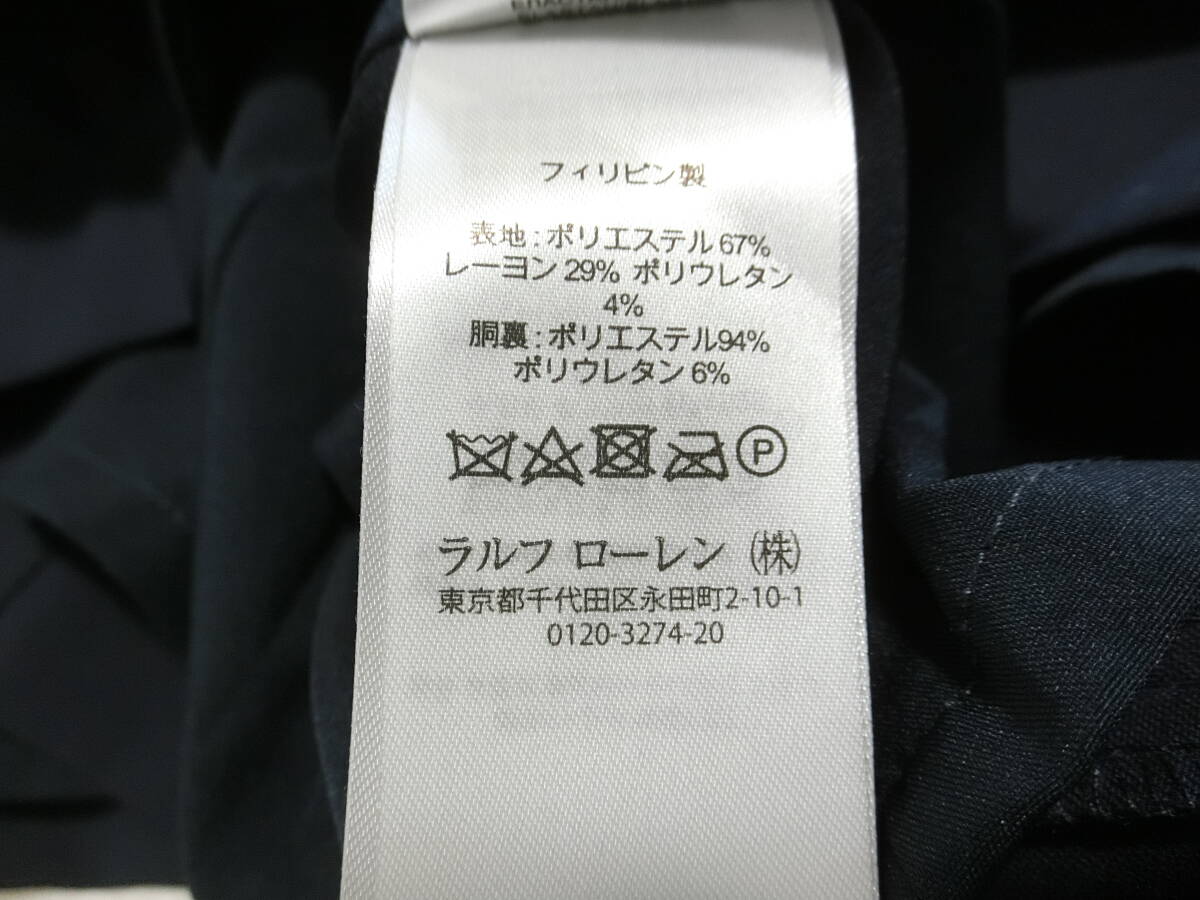 フィリピン製
表地：ポリエステル67%
レーヨン29% ポリウレタン
4%
胴裏：ポリエステル94%
ポリウレタン6%
P
ラルフ ローレン（株）
東京都千代田区永田町2-10-1
0120-3274-20